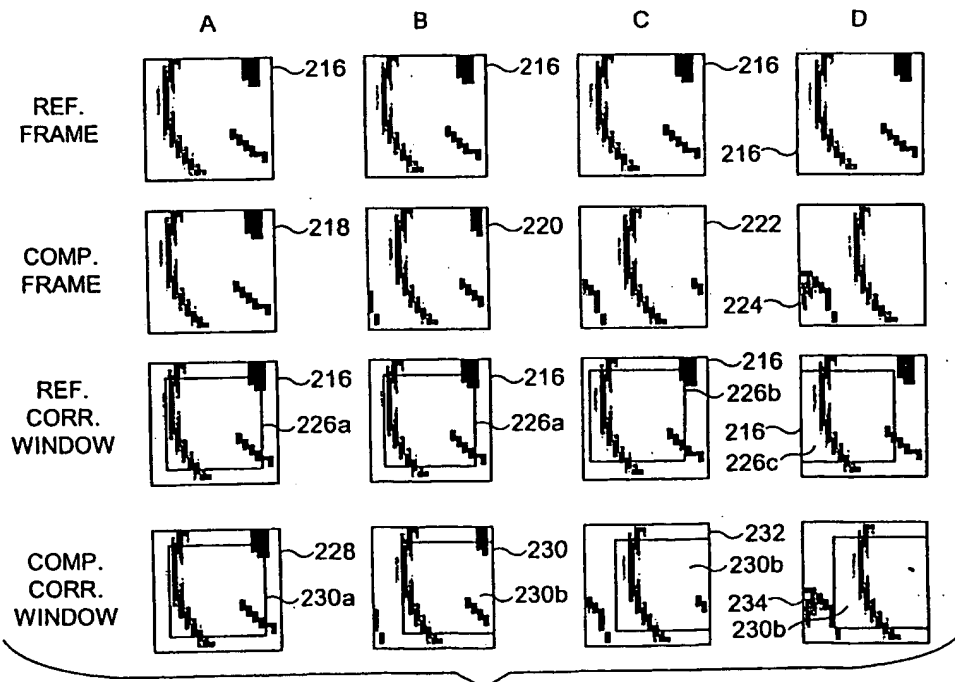 A B C D
REF. FRAME 216 216 216 216
COMP. FRAME 218 220 222 224
REF. CORR. WINDOW 216 226a 216 226a 216 226b 216 226c
COMP. CORR. WINDOW 228 230a 230 230b 232 230b 234 230b